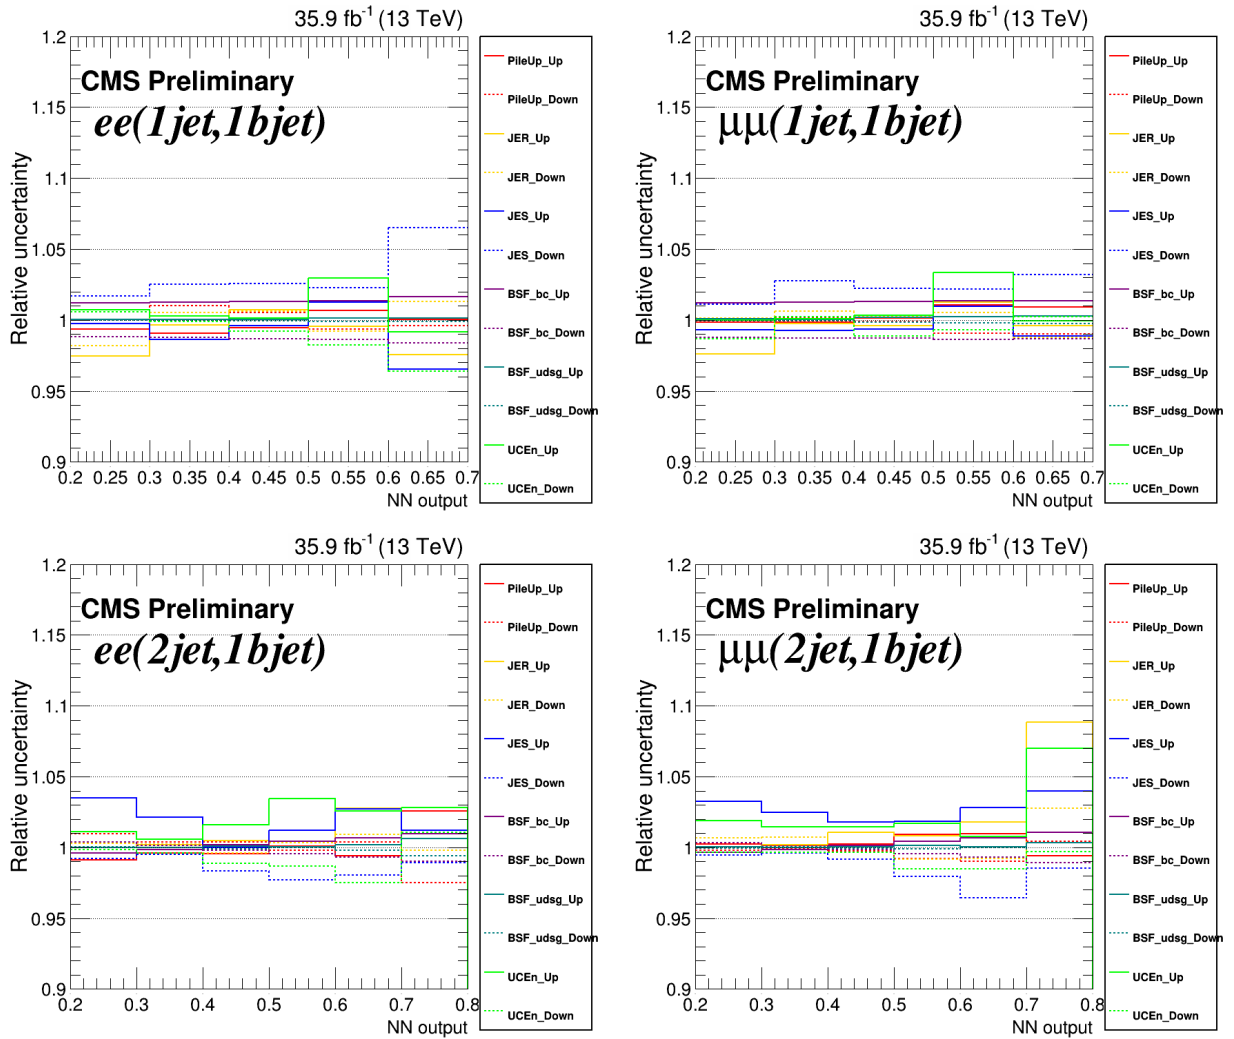 35.9 fb-1 (13 TeV)
CMS Preliminary
ee(1jet,1bjet)
Relative uncertainty
1.2
1.15
1.1
1.05
1
0.95
0.9
0.2 0.25 0.3 0.35 0.4 0.45 0.5 0.55 0.6 0.65 0.7
NN output
PileUp_Up
PileUp_Down
JER_Up
JER_Down
JES_Up
JES_Down
BSF_bc_Up
BSF_bc_Down
BSF_udsg_Up
BSF_udsg_Down
UCEn_Up
UCEn_Down
35.9 fb-1 (13 TeV)
CMS Preliminary
μμ(1jet,1bjet)
Relative uncertainty
1.2
1.15
1.1
1.05
1
0.95
0.9
0.2 0.25 0.3 0.35 0.4 0.45 0.5 0.55 0.6 0.65 0.7
NN output
PileUp_Up
PileUp_Down
JER_Up
JER_Down
JES_Up
JES_Down
BSF_bc_Up
BSF_bc_Down
BSF_udsg_Up
BSF_udsg_Down
UCEn_Up
UCEn_Down
35.9 fb-1 (13 TeV)
CMS Preliminary
ee(2jet,1bjet)
Relative uncertainty
1.2
1.15
1.1
1.05
1
0.95
0.9
0.2 0.3 0.4 0.5 0.6 0.7 0.8
NN output
PileUp_Up
PileUp_Down
JER_Up
JER_Down
JES_Up
JES_Down
BSF_bc_Up
BSF_bc_Down
BSF_udsg_Up
BSF_udsg_Down
UCEn_Up
UCEn_Down
35.9 fb-1 (13 TeV)
CMS Preliminary
μμ(2jet,1bjet)
Relative uncertainty
1.2
1.15
1.1
1.05
1
0.95
0.9
0.2 0.3 0.4 0.5 0.6 0.7 0.8
NN output
PileUp_Up
PileUp_Down
JER_Up
JER_Down
JES_Up
JES_Down
BSF_bc_Up
BSF_bc_Down
BSF_udsg_Up
BSF_udsg_Down
UCEn_Up
UCEn_Down